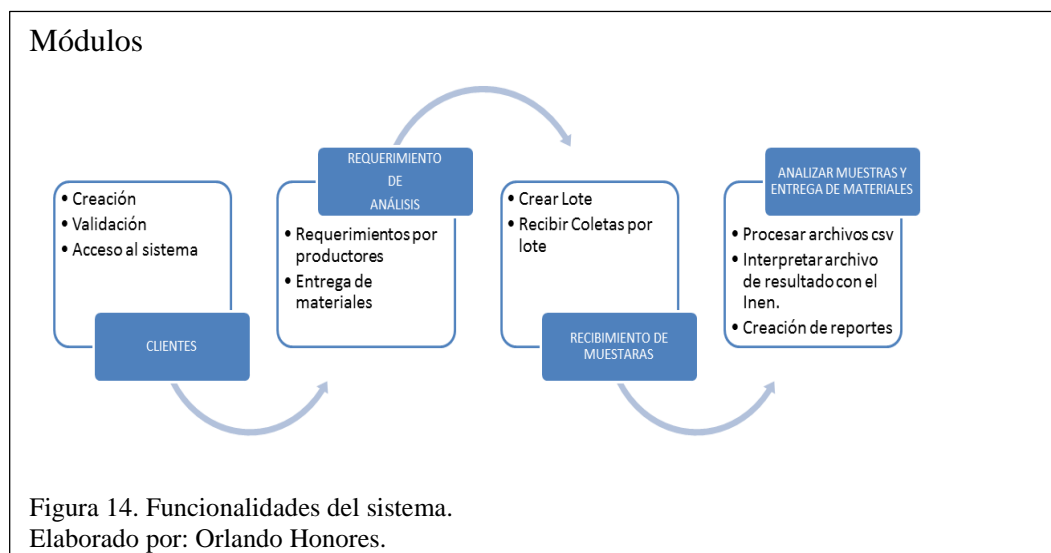 Módulos
• Creación
• Validación
• Acceso al sistema
CLIENTES
REQUERIMIENTO
DE
ANÁLISIS
• Requerimientos por
productores
• Entrega de
materiales
• Crear Lote
• Recibir Coletas por
lote
RECIBIMIENTO DE
MUESTARAS
ANALIZAR MUESTRAS Y
ENTREGA DE MATERIALES
• Procesar archivos csv
• Interpretar archivo
de resultado con el
Inen.
• Creación de reportes
Figura 14. Funcionalidades del sistema.
Elaborado por: Orlando Honores.